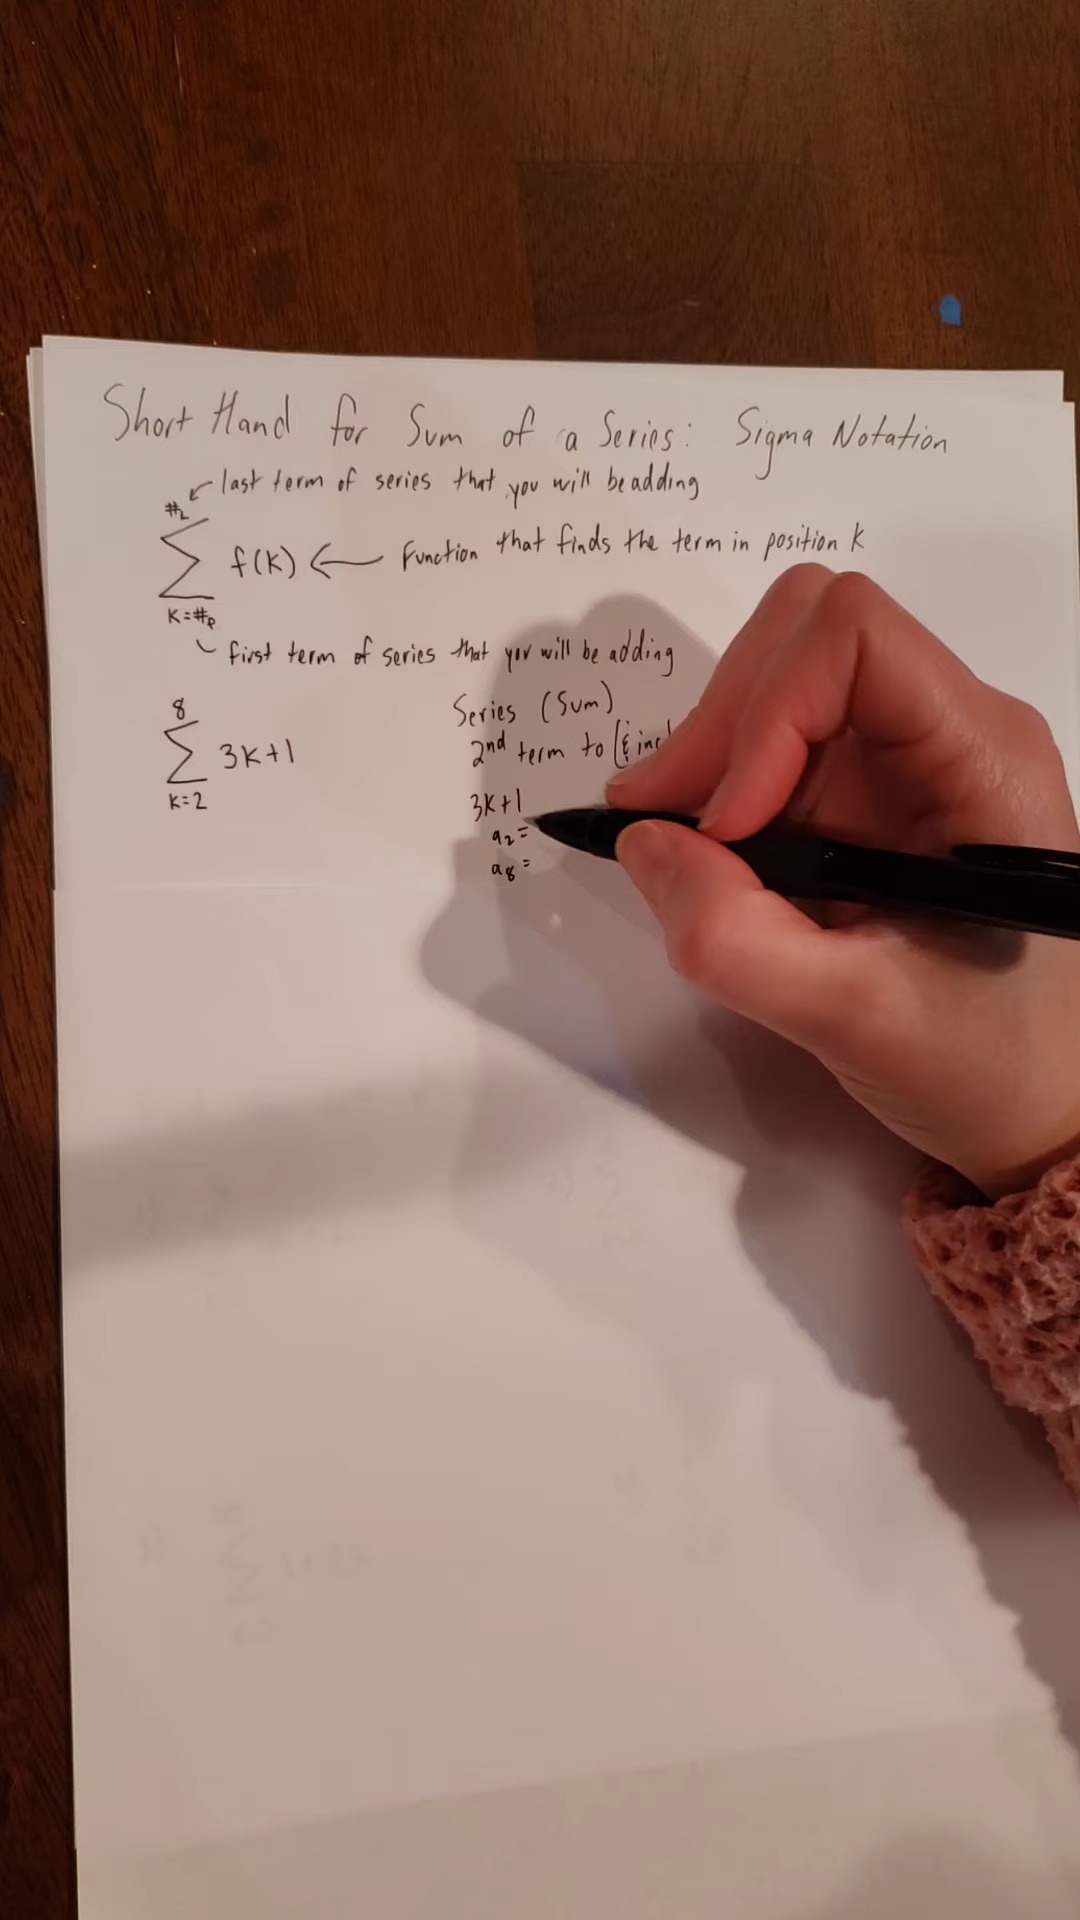 Short Hand for Sum of a Series: Sigma Notation
last term of series that you will be adding
#L
∑ f(k) ← Function that finds the term in position k
k=#F
first term of series that you will be adding
8
∑ 3k+1
k=2
Series (Sum)
2nd term to [&
3k+1
a₂=
a₈=